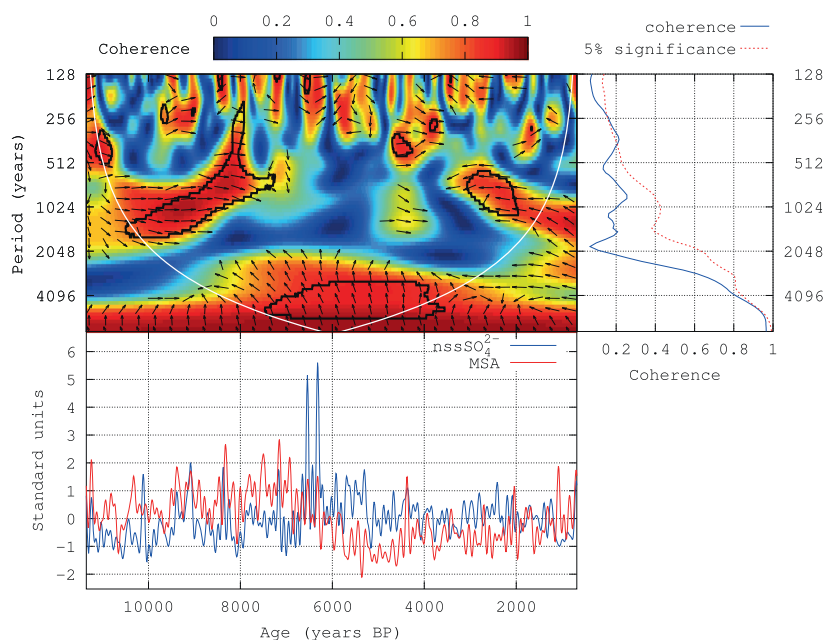 0 0.2 0.4 0.6 0.8 1
Coherence
coherence
5% significance
128
256
512
1024
2048
4096
Period (years)
128
256
512
1024
2048
4096
0.2 0.4 0.6 0.8 1
Coherence
nssSO₄²⁻
MSA
6
5
4
3
2
1
0
-1
-2
Standard units
10000 8000 6000 4000 2000
Age (years BP)